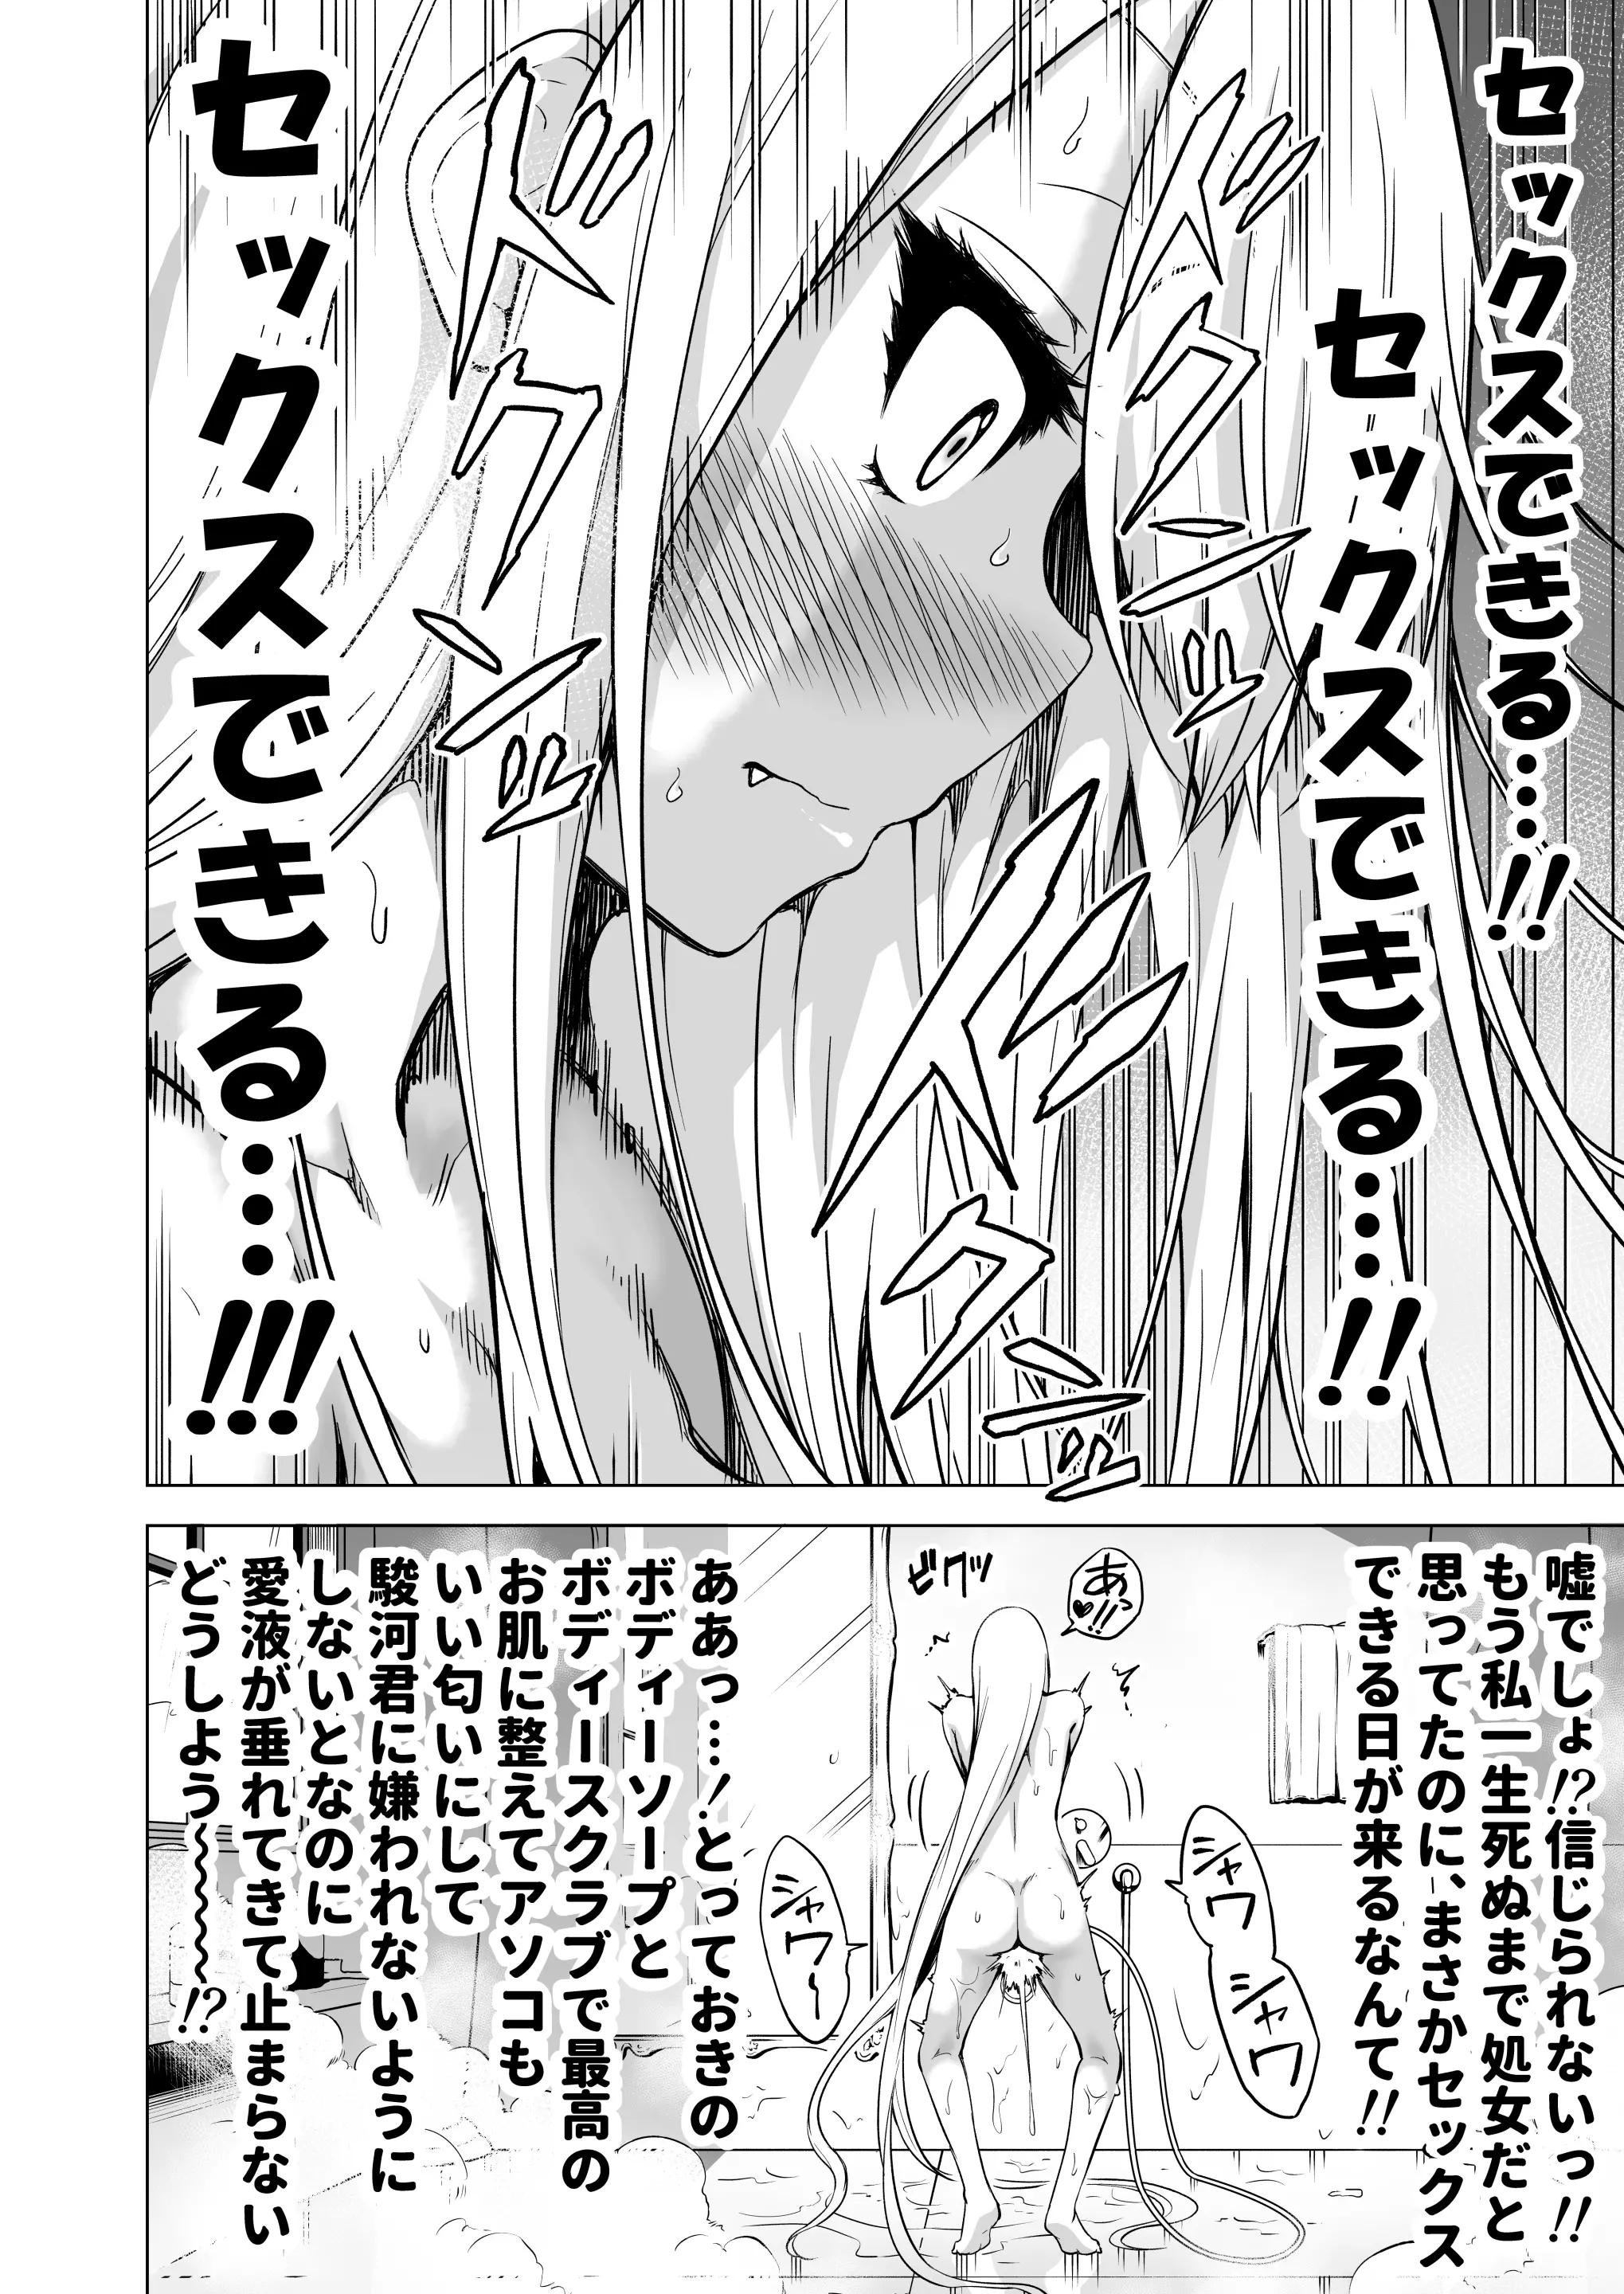 セックスできる…‥!!
セックスできる…‥!!
セックスできる…‥!!!
ドクンッ
ドクンッ
ドクンッ
嘘でしょ!?信じられないっ!!
もう私一生死ぬまで処女だと
思ってたのに、まさかセックス
できる日が来るなんて!!
あっ♥!!
ビクッ
シャワ
シャワ
シャワ〜
ああっ…!とっておきの
ボディーソープと
ボディースクラブで最高の
お肌に整えてアソコも
いい匂いにして
駿河君に嫌われないように
しないとなのに
愛液が垂れてきて止まらない
どうしよう〜〜〜〜!?